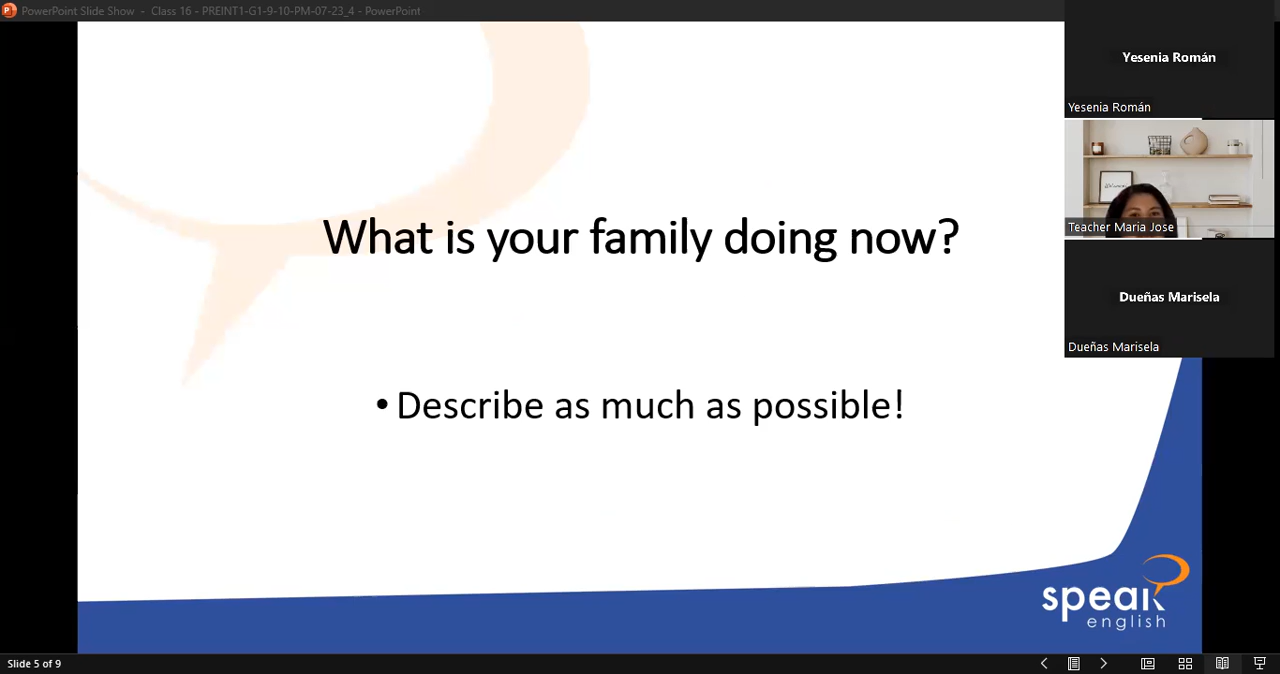 PowerPoint Slide Show - Class 16 - PREINT1-G1-9-10-PM-07-23_4 - PowerPoint
Yesenia Román
Yesenia Román
Teacher Maria Jose
What is your family doing now?
Dueñas Marisela
Dueñas Marisela
• Describe as much as possible!
speak
english
Slide 5 of 9